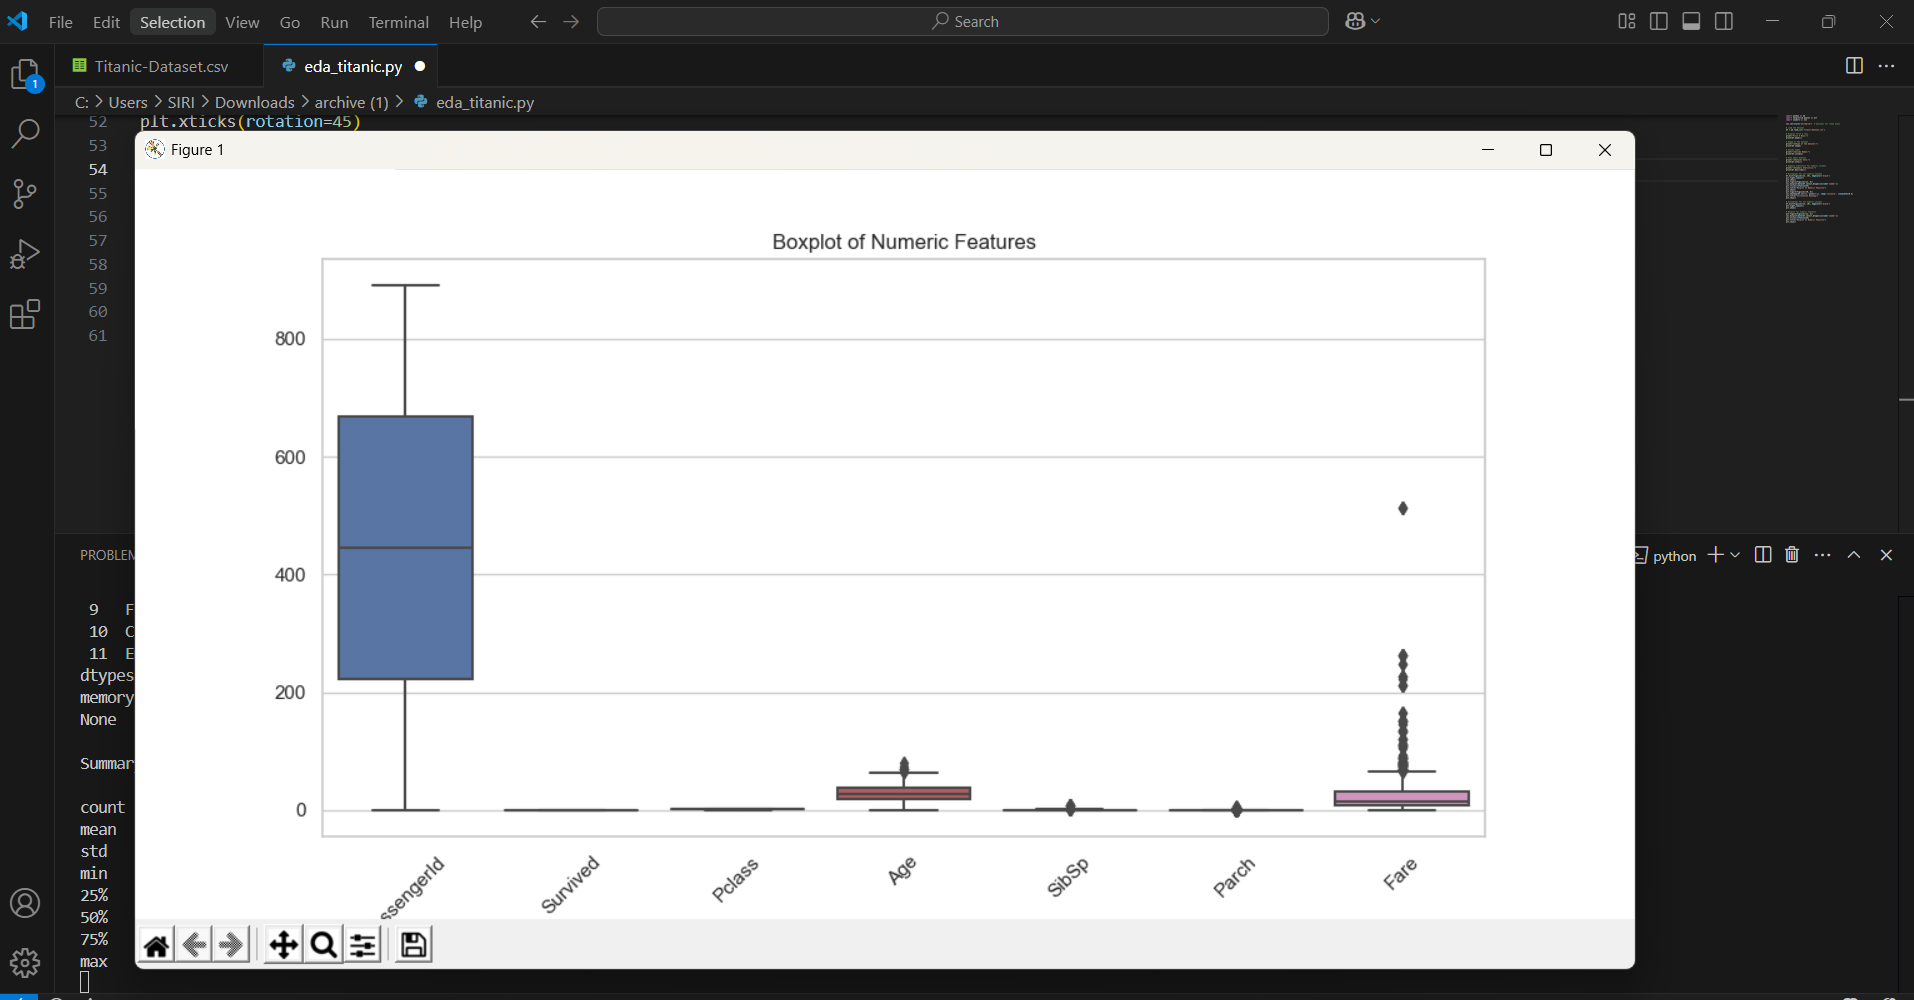 File Edit Selection View Go Run Terminal Help Search
1
Titanic-Dataset.csv eda_titanic.py
C: > Users > SIRI > Downloads > archive (1) > eda_titanic.py
52 plt.xticks(rotation=45)
53
54
55
56
57
58
59
60
61
Figure 1
Boxplot of Numeric Features
800
600
400
200
0
ssengerId Survived Pclass Age SibSp Parch Fare
PROBLEM python
9 F
10 C
11 E
dtypes
memory
None
Summar
count
mean
std
min
25%
50%
75%
max